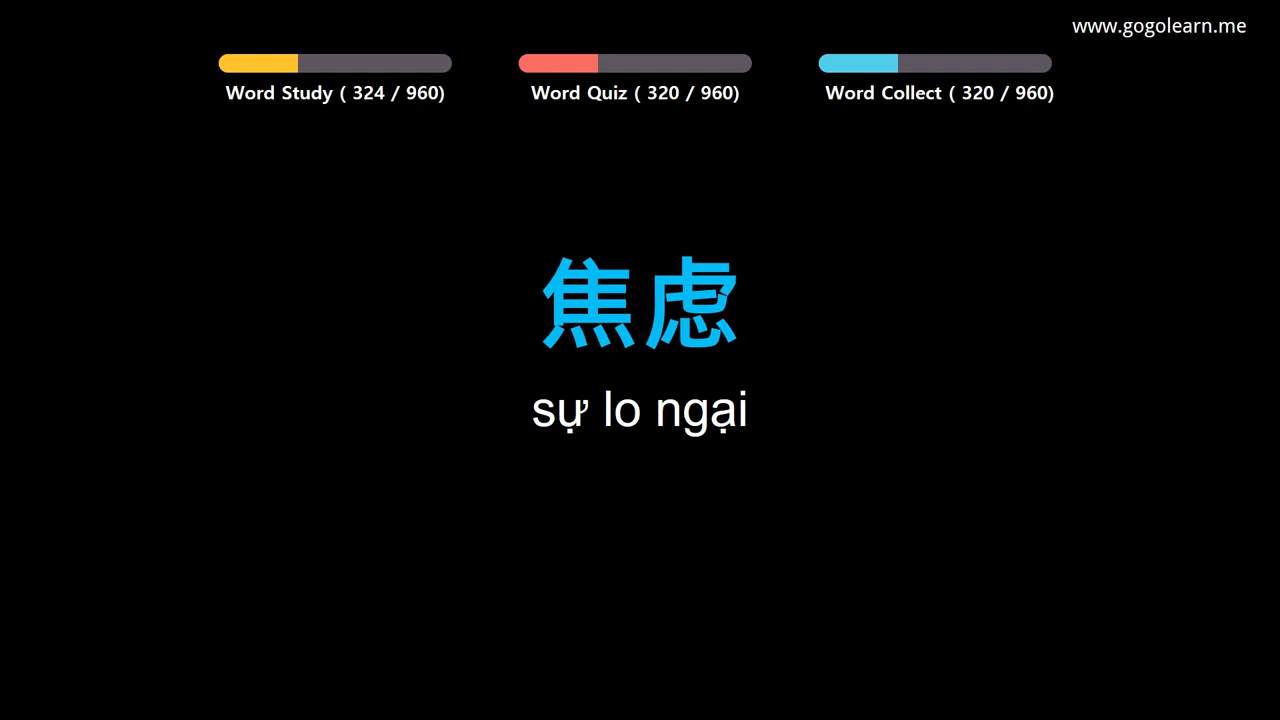 www.gogolearn.me
Word Study ( 324 / 960)
Word Quiz ( 320 / 960)
Word Collect ( 320 / 960)
焦虑
sự lo ngại